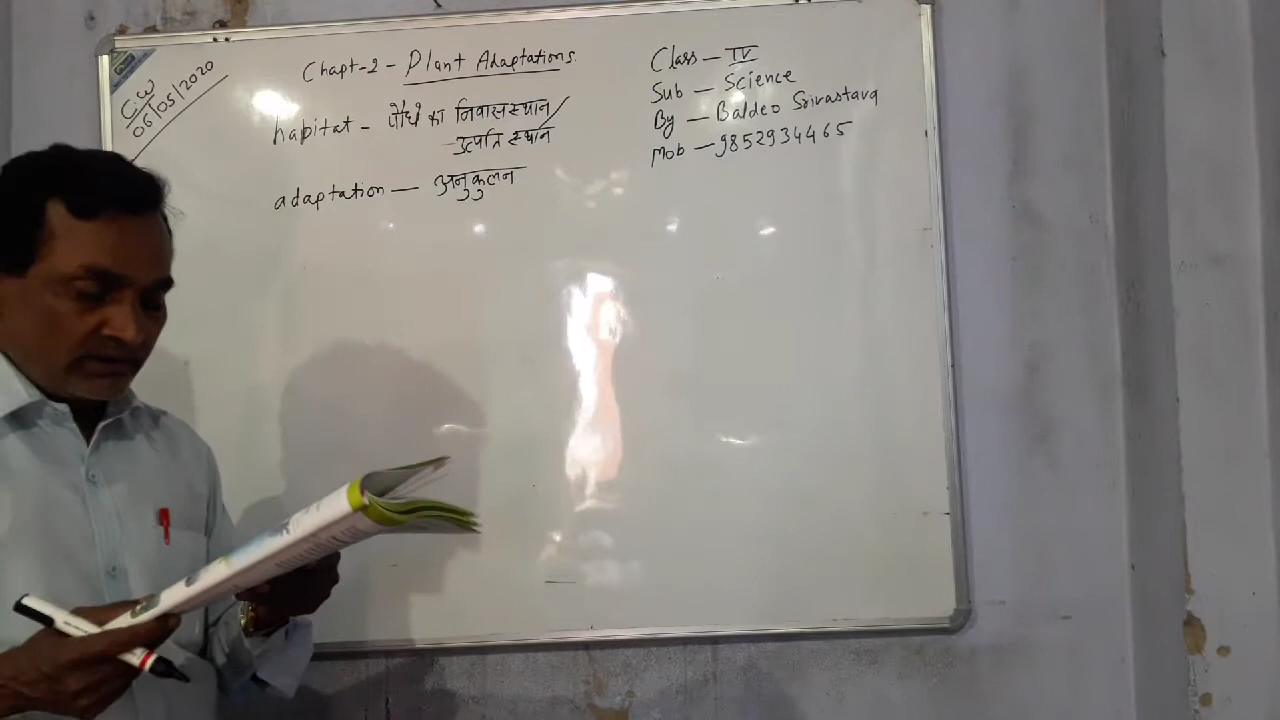 C.W
06/05/2020
Chapt-2 - Plant Adaptations.
habitat - पौधे का निवासस्थान/
- उत्पत्ति स्थान
adaptation — अनुकुलन
Class — IV
Sub — Science
By — Baldeo Srivastava
Mob — 9852934465